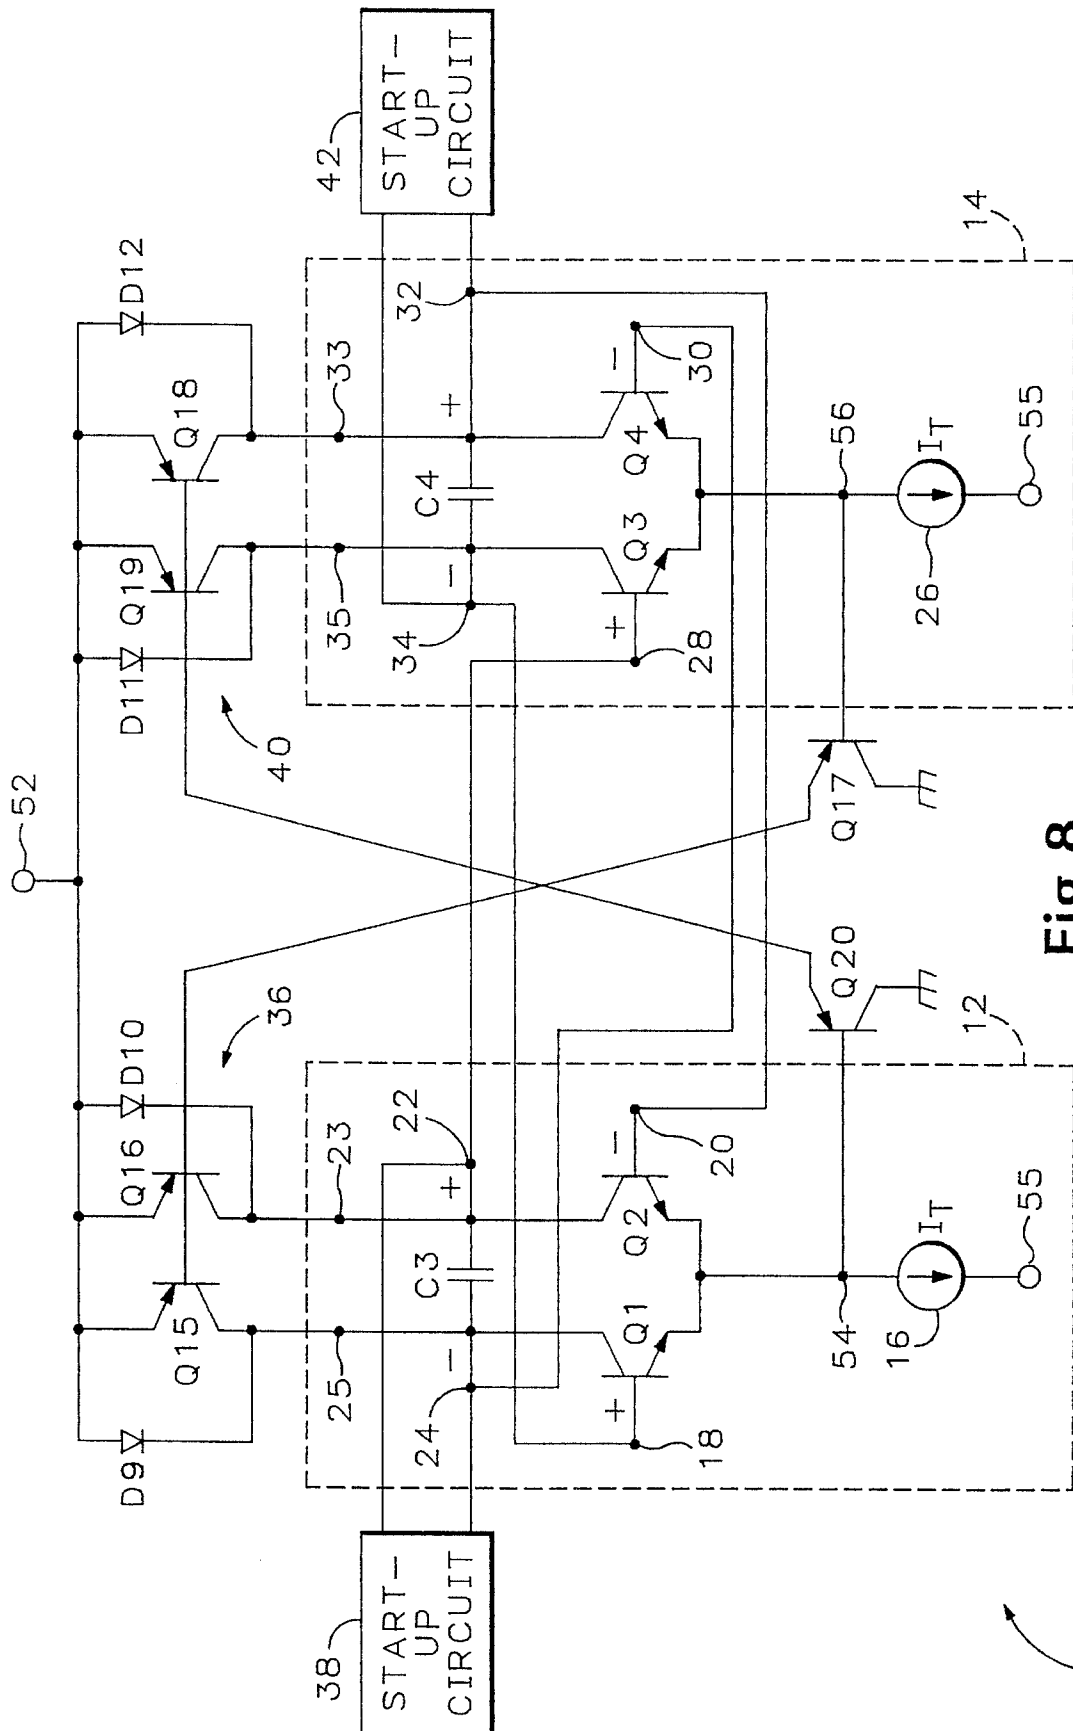 52
D9
Q15
Q16
D10
36
D11
Q19
40
Q18
D12
38
START-
UP
CIRCUIT
25
23
24
−
C3
+
22
35
33
34
−
C4
+
32
42
START-
UP
CIRCUIT
18
+
Q1
Q2
−
20
28
+
Q3
Q4
−
30
54
Q20
Q17
56
16
IT
55
12
26
IT
55
14
Fig. 8